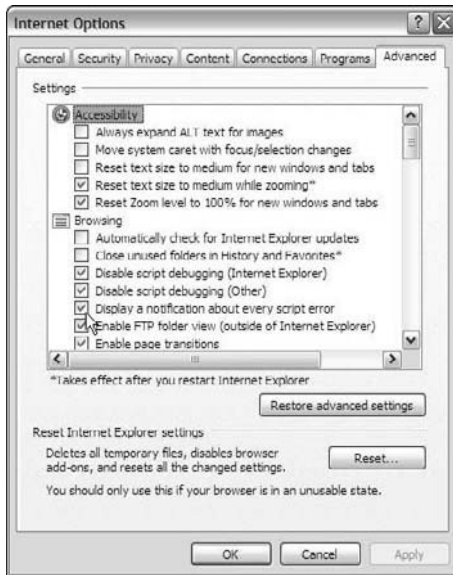 Internet Options
General Security Privacy Content Connections Programs Advanced
Settings
Accessibility
Always expand ALT text for images
Move system caret with focus/selection changes
Reset text size to medium for new windows and tabs
Reset text size to medium while zooming*
Reset Zoom level to 100% for new windows and tabs
Browsing
Automatically check for Internet Explorer updates
Close unused folders in History and Favorites*
Disable script debugging (Internet Explorer)
Disable script debugging (Other)
Display a notification about every script error
Enable FTP folder view (outside of Internet Explorer)
Enable page transitions
*Takes effect after you restart Internet Explorer
Restore advanced settings
Reset Internet Explorer settings
Deletes all temporary files, disables browser
add-ons, and resets all the changed settings.
Reset...
You should only use this if your browser is in an unusable state.
OK Cancel Apply